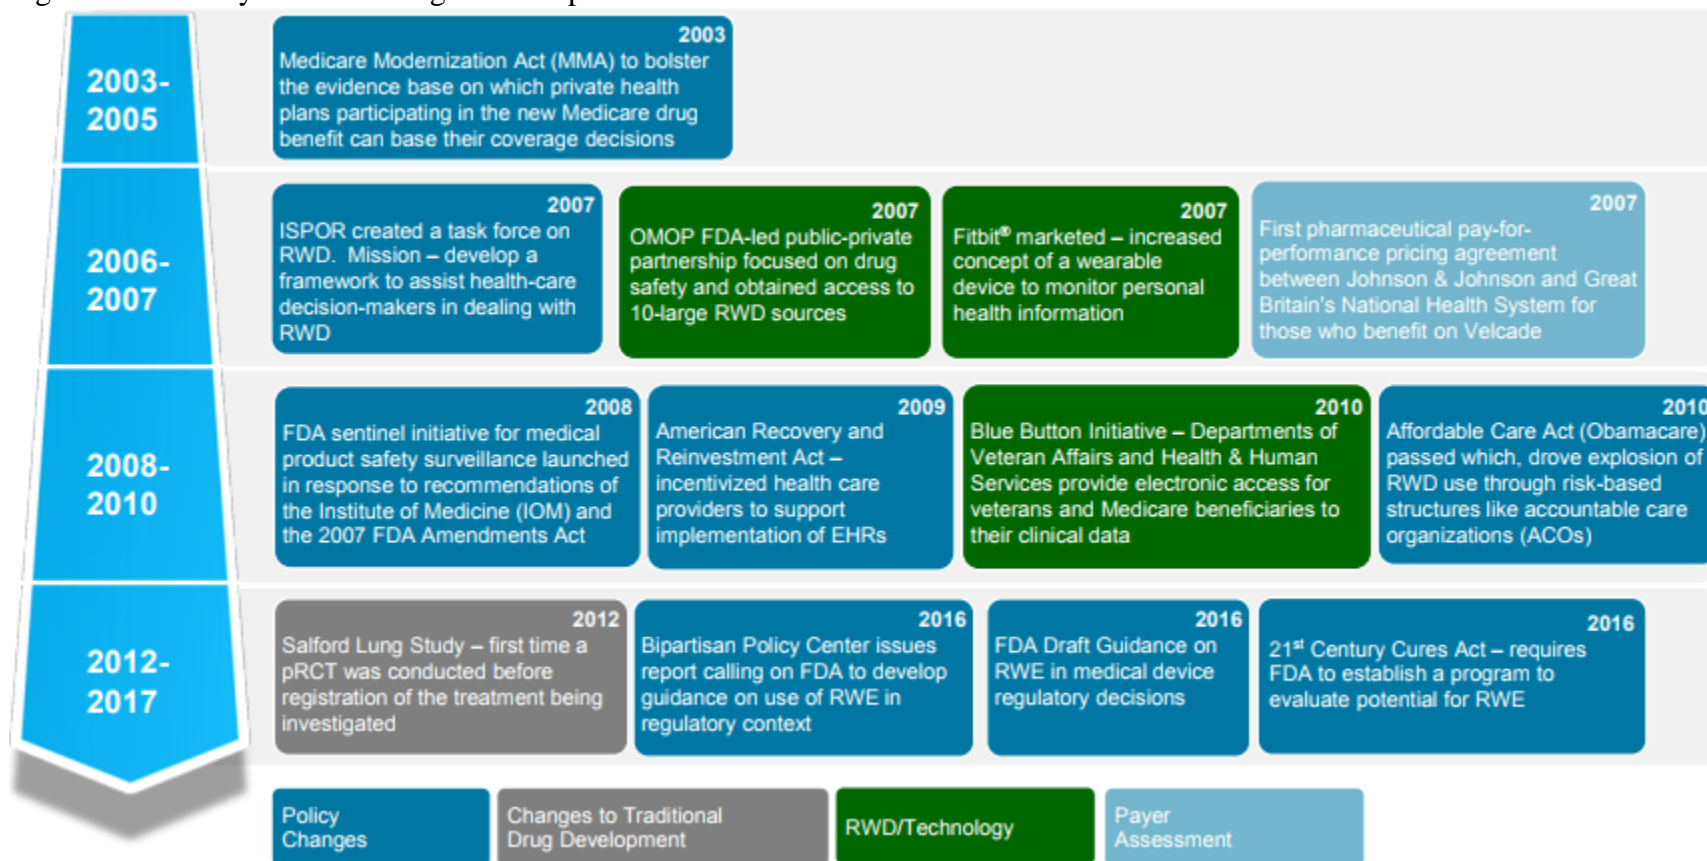 2003-
2005
2003
Medicare Modernization Act (MMA) to bolster
the evidence base on which private health
plans participating in the new Medicare drug
benefit can base their coverage decisions
2006-
2007
2007
ISPOR created a task force on
RWD. Mission – develop a
framework to assist health-care
decision-makers in dealing with
RWD
2007
OMOP FDA-led public-private
partnership focused on drug
safety and obtained access to
10-large RWD sources
2007
Fitbit® marketed – increased
concept of a wearable
device to monitor personal
health information
2007
First pharmaceutical pay-for-
performance pricing agreement
between Johnson & Johnson and Great
Britain's National Health System for
those who benefit on Velcade
2008-
2010
2008
FDA sentinel initiative for medical
product safety surveillance launched
in response to recommendations of
the Institute of Medicine (IOM) and
the 2007 FDA Amendments Act
2009
American Recovery and
Reinvestment Act –
incentivized health care
providers to support
implementation of EHRs
2010
Blue Button Initiative – Departments of
Veteran Affairs and Health & Human
Services provide electronic access for
veterans and Medicare beneficiaries to
their clinical data
2010
Affordable Care Act (Obamacare)
passed which, drove explosion of
RWD use through risk-based
structures like accountable care
organizations (ACOs)
2012-
2017
2012
Salford Lung Study – first time a
pRCT was conducted before
registration of the treatment being
investigated
2016
Bipartisan Policy Center issues
report calling on FDA to develop
guidance on use of RWE in
regulatory context
2016
FDA Draft Guidance on
RWE in medical device
regulatory decisions
2016
21st Century Cures Act – requires
FDA to establish a program to
evaluate potential for RWE
Policy
Changes
Changes to Traditional
Drug Development
RWD/Technology
Payer
Assessment